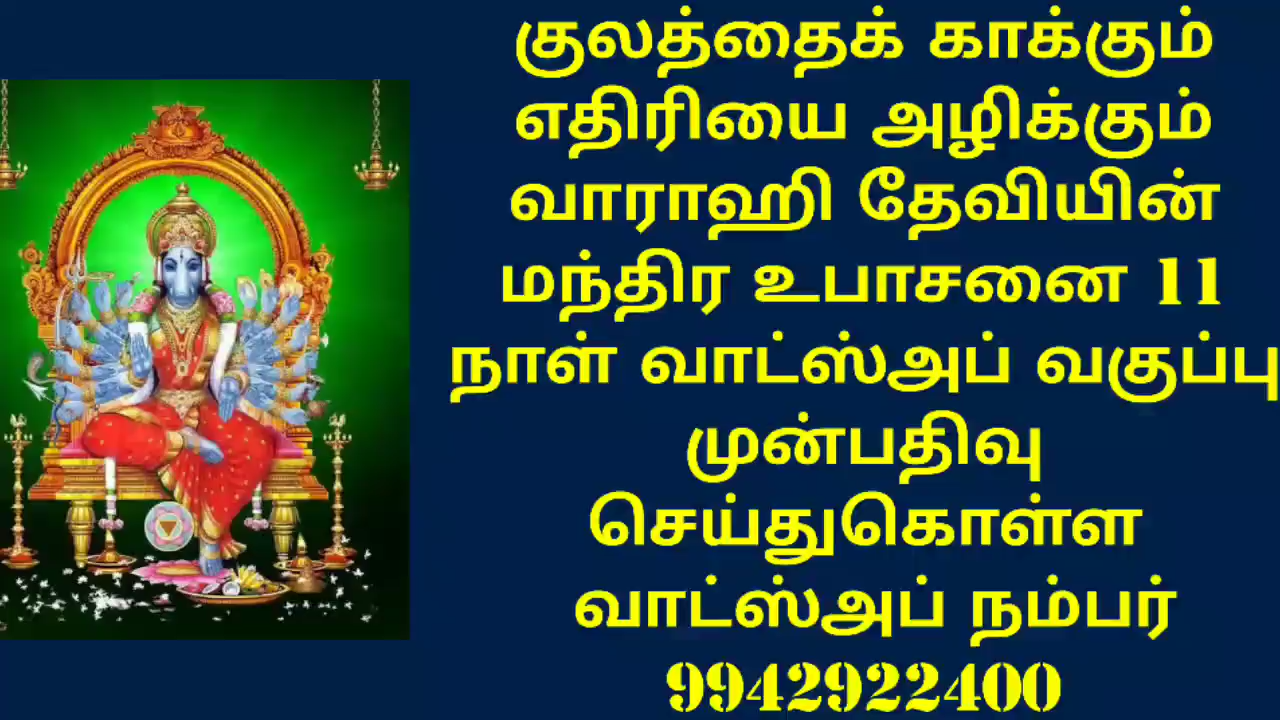 குலத்தைக் காக்கும்
எதிரியை அழிக்கும்
வாராஹி தேவியின்
மந்திர உபாசனை 11
நாள் வாட்ஸ்அப் வகுப்பு
முன்பதிவு
செய்துகொள்ள
வாட்ஸ்அப் நம்பர்
9942922400